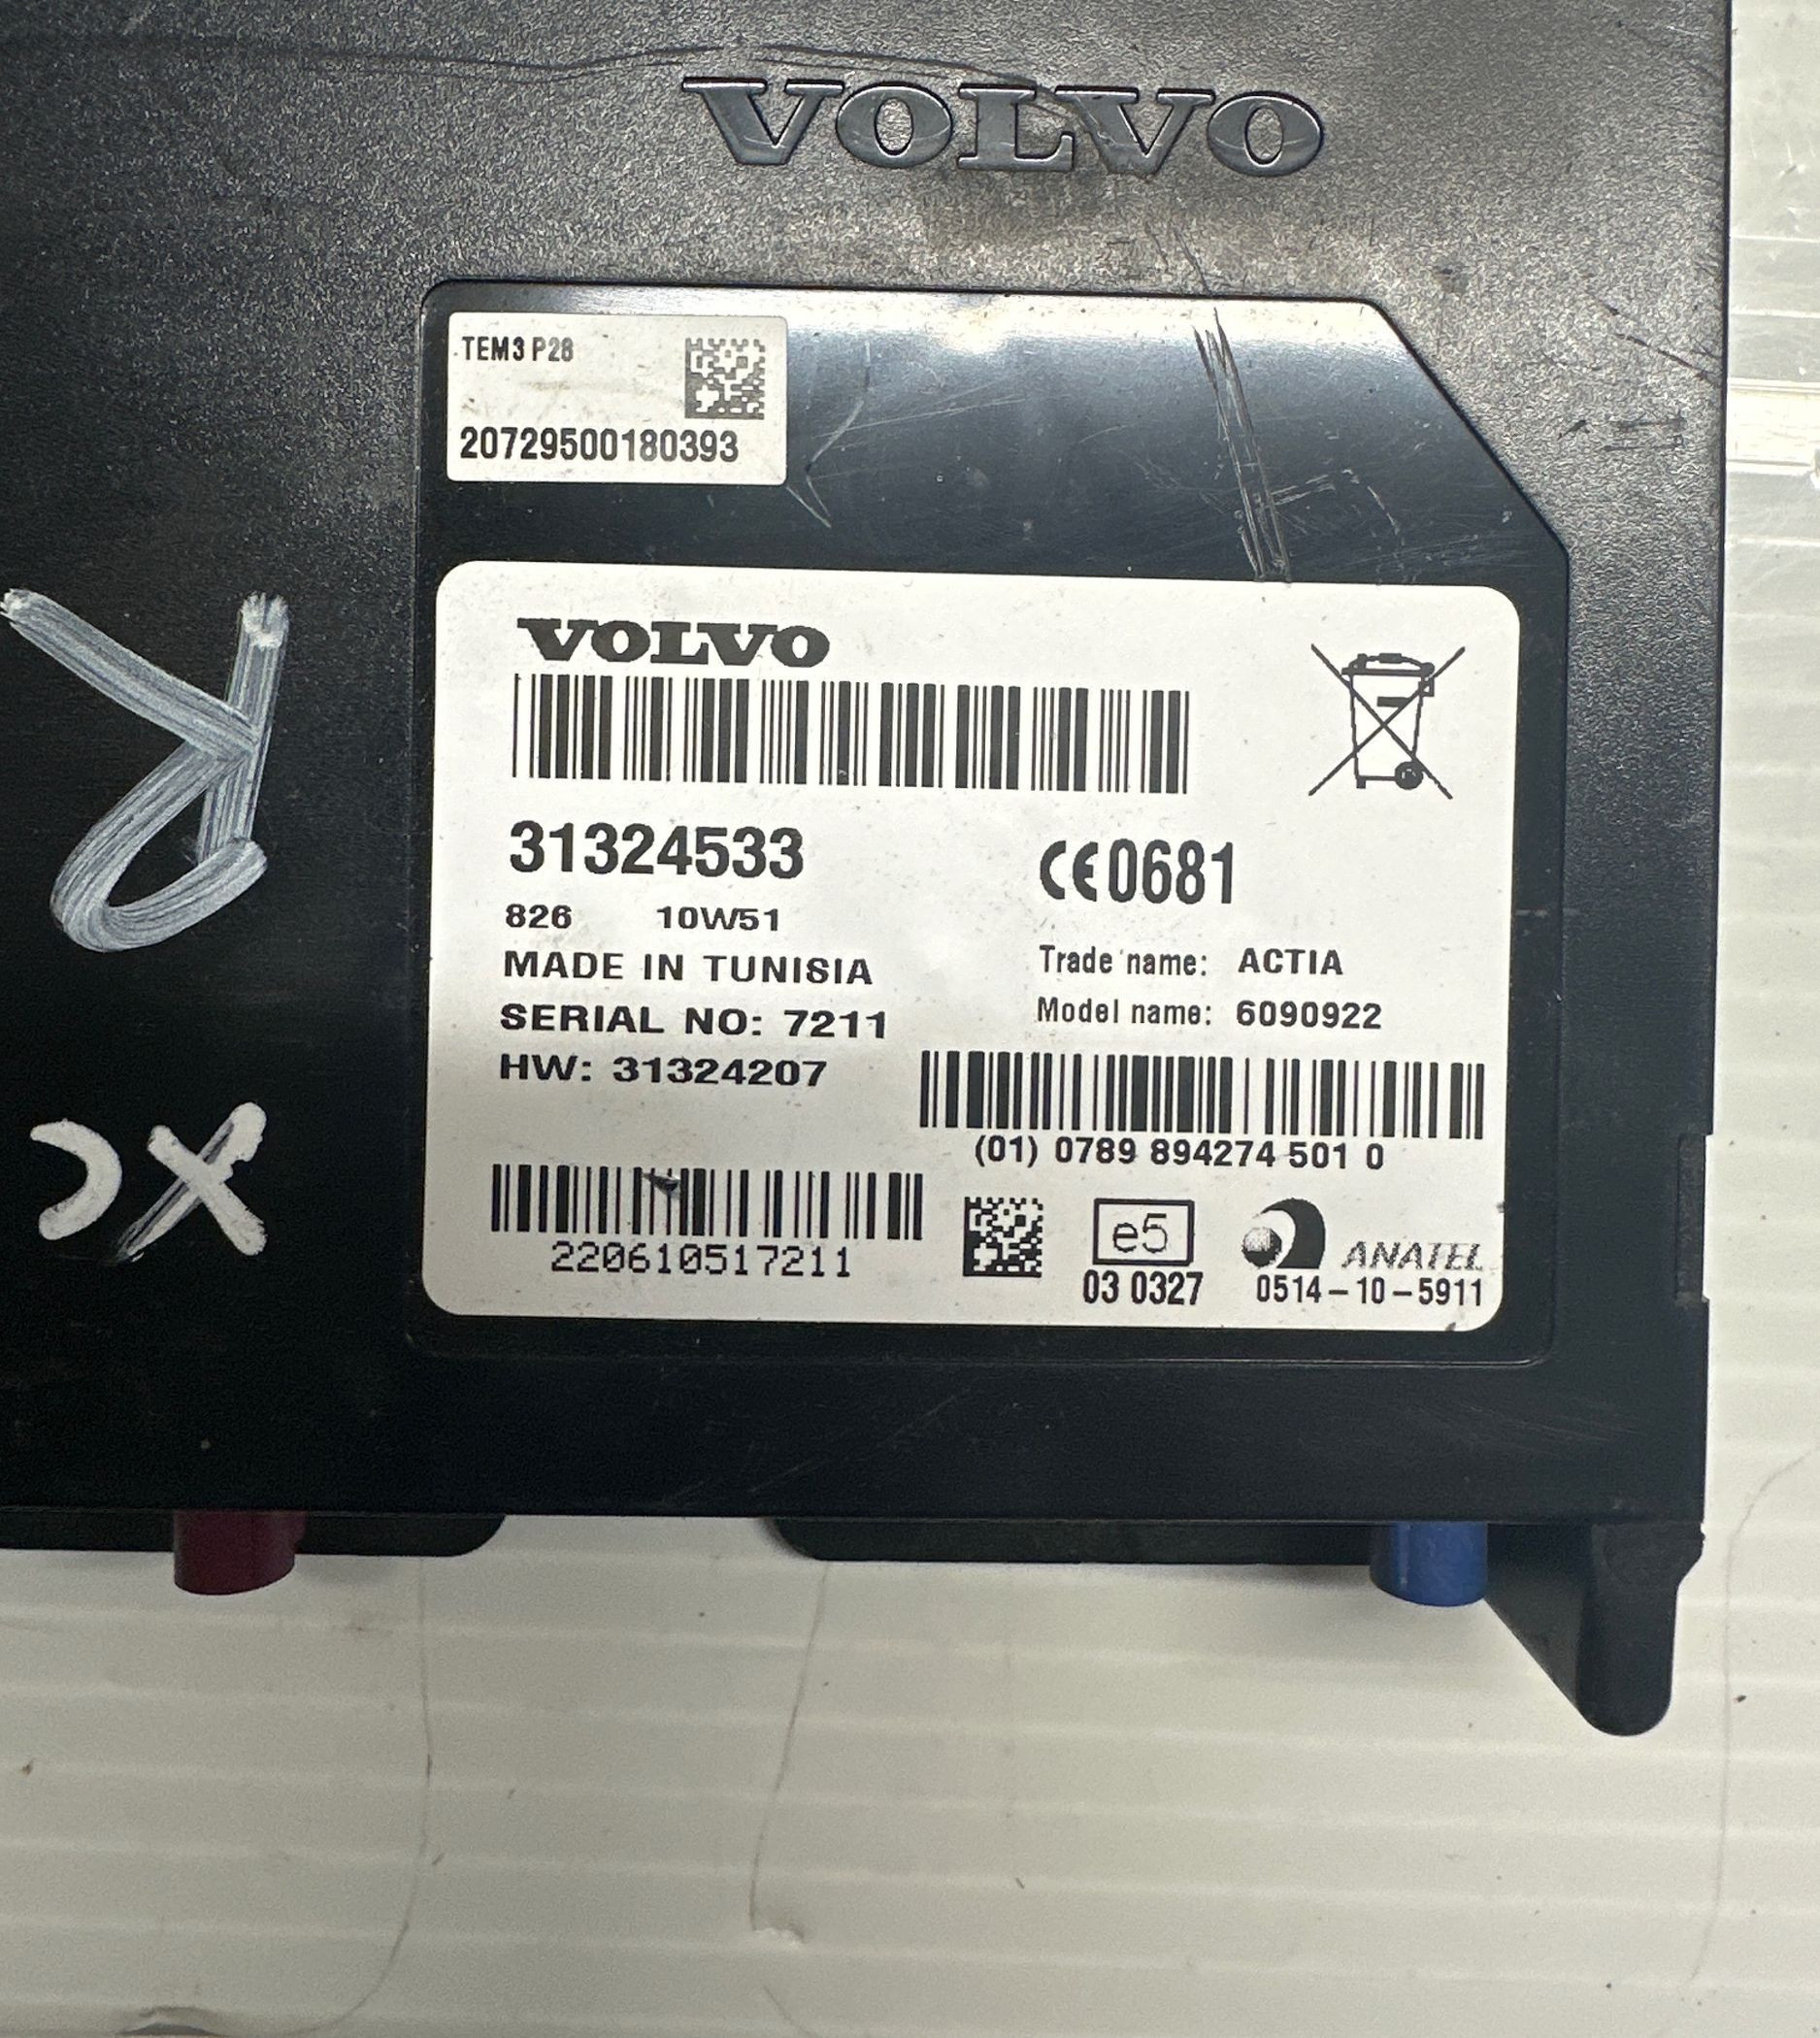 VOLVO
TEM3 P28
20729500180393
VOLVO
31324533
826 10W51
MADE IN TUNISIA
SERIAL NO: 7211
HW: 31324207
CE0681
Trade name: ACTIA
Model name: 6090922
(01) 0789 894274 501 0
220610517211
e5
03 0327
ANATEL
0514-10-5911
R
XC